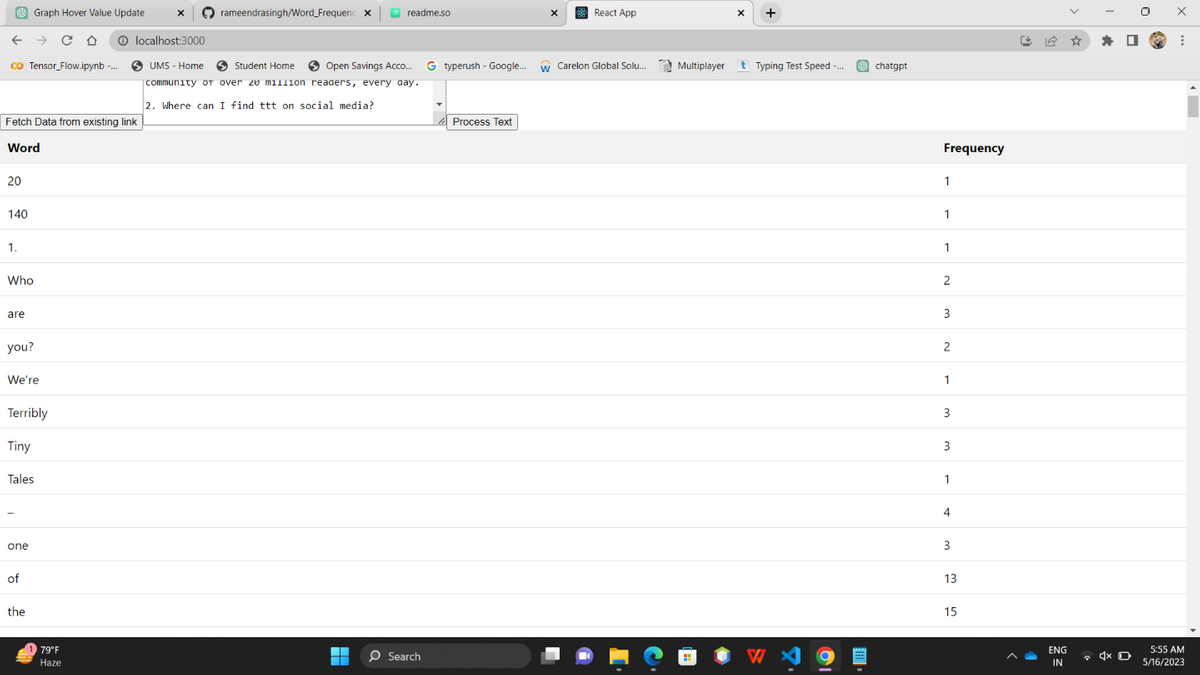 Graph Hover Value Update
rameendrasingh/Word_Frequenc
readme.so
React App
localhost:3000
Tensor_Flow.ipynb -...
UMS - Home
Student Home
Open Savings Acco...
typerush - Google...
Carelon Global Solu...
Multiplayer
Typing Test Speed -...
chatgpt
community of over 20 million readers, every day.
2. Where can I find ttt on social media?
Fetch Data from existing link
Process Text
Word Frequency
20 1
140 1
1. 1
Who 2
are 3
you? 2
We're 1
Terribly 3
Tiny 3
Tales 1
– 4
one 3
of 13
the 15
1
79°F
Haze
Search
ENG
IN
5:55 AM
5/16/2023